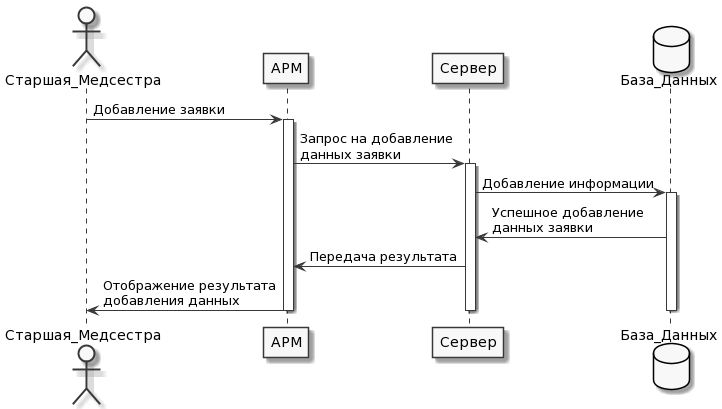 Старшая_Медсестра
АРМ
Сервер
База_Данных
Добавление заявки
Запрос на добавление
данных заявки
Добавление информации
Успешное добавление
данных заявки
Передача результата
Отображение результата
добавления данных
Старшая_Медсестра
АРМ
Сервер
База_Данных